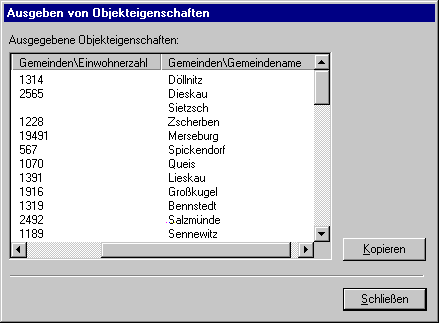 Ausgeben von Objekteigenschaften
Ausgegebene Objekteigenschaften:
Gemeinden\Einwohnerzahl Gemeinden\Gemeindename
1314 Döllnitz
2565 Dieskau
Sietzsch
1228 Zscherben
19491 Merseburg
567 Spickendorf
1070 Queis
1391 Lieskau
1916 Großkugel
1319 Bennstedt
2492 Salzmünde
1189 Sennewitz
Kopieren
Schließen